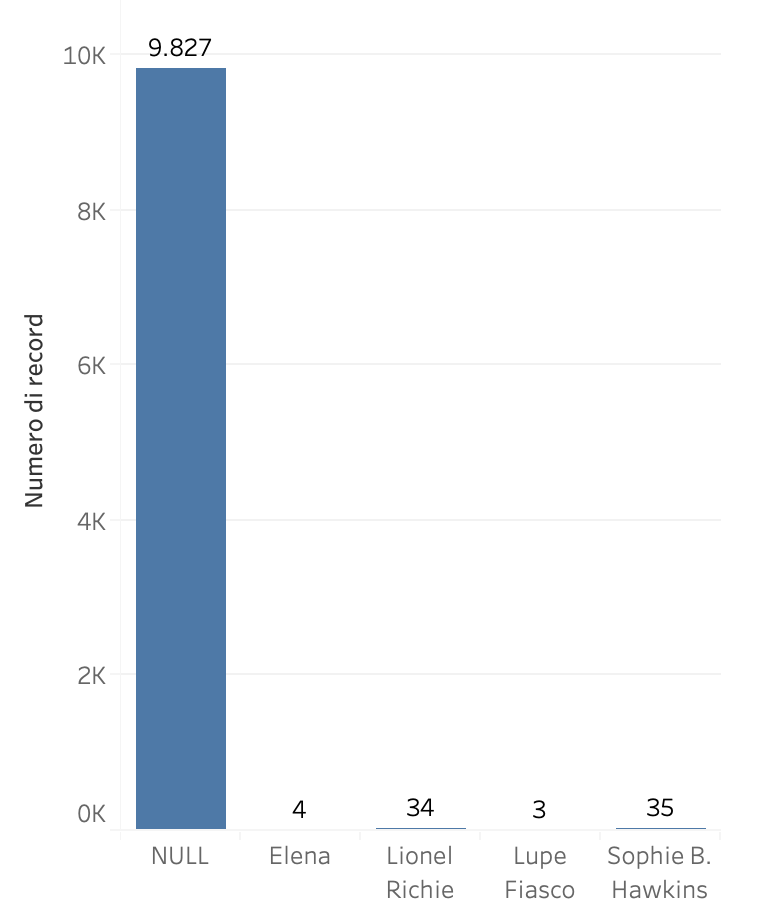 Numero di record
10K
8K
6K
4K
2K
0K
9.827
4
34
3
35
NULL
Elena
Lionel
Richie
Lupe
Fiasco
Sophie B.
Hawkins